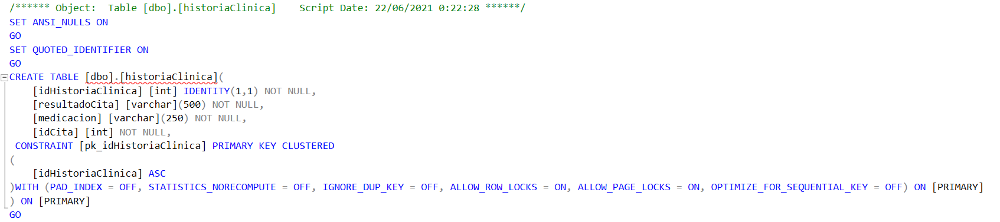 /****** Object:  Table [dbo].[historiaClinica]    Script Date: 22/06/2021 0:22:28 ******/
SET ANSI_NULLS ON
GO
SET QUOTED_IDENTIFIER ON
GO
CREATE TABLE [dbo].[historiaClinica](
    [idHistoriaClinica] [int] IDENTITY(1,1) NOT NULL,
    [resultadoCita] [varchar](500) NOT NULL,
    [medicacion] [varchar](250) NOT NULL,
    [idCita] [int] NOT NULL,
 CONSTRAINT [pk_idHistoriaClinica] PRIMARY KEY CLUSTERED
(
    [idHistoriaClinica] ASC
)WITH (PAD_INDEX = OFF, STATISTICS_NORECOMPUTE = OFF, IGNORE_DUP_KEY = OFF, ALLOW_ROW_LOCKS = ON, ALLOW_PAGE_LOCKS = ON, OPTIMIZE_FOR_SEQUENTIAL_KEY = OFF) ON [PRIMARY]
) ON [PRIMARY]
GO